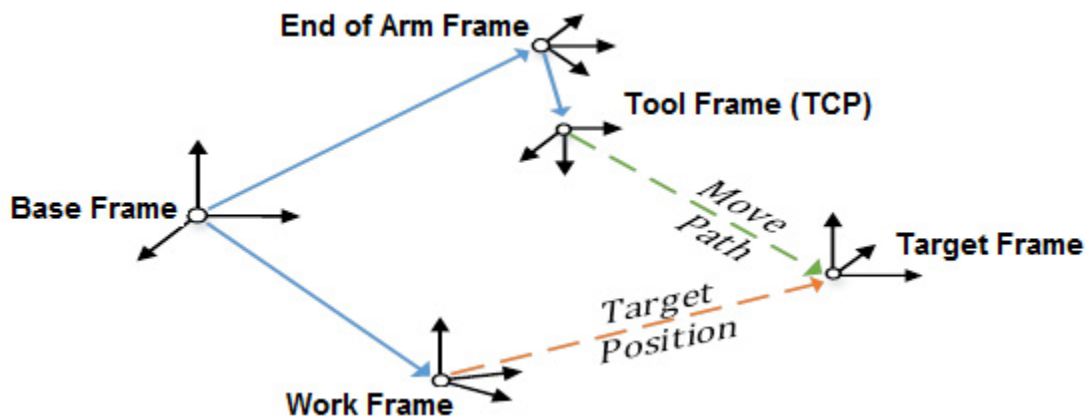 End of Arm Frame
Tool Frame (TCP)
Base Frame
Move
Path
Target Frame
Target
Position
Work Frame